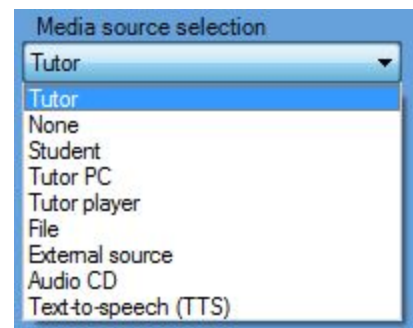 Media source selection
Tutor
Tutor
None
Student
Tutor PC
Tutor player
File
External source
Audio CD
Text-to-speech (TTS)